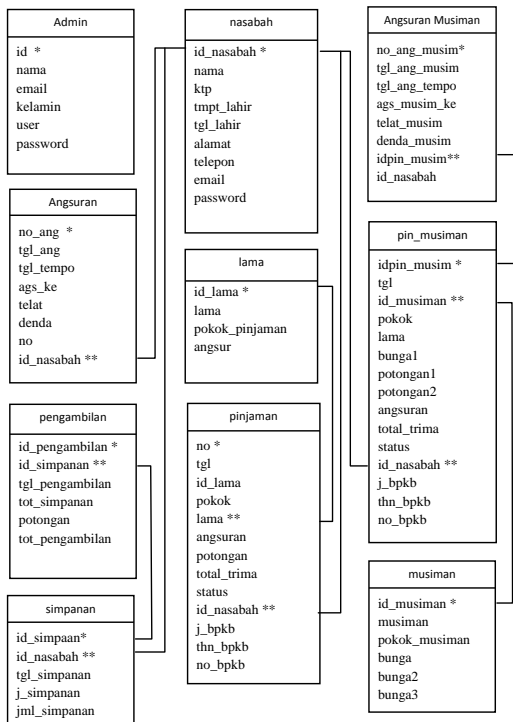 Admin
id *
nama
email
kelamin
user
password
Angsuran
no_ang *
tgl_ang
tgl_tempo
ags_ke
telat
denda
no
id_nasabah **
pengambilan
id_pengambilan *
id_simpanan **
tgl_pengambilan
tot_simpanan
potongan
tot_pengambilan
simpanan
id_simpaan*
id_nasabah **
tgl_simpanan
j_simpanan
jml_simpanan
nasabah
id_nasabah *
nama
ktp
tmpt_lahir
tgl_lahir
alamat
telepon
email
password
lama
id_lama *
lama
pokok_pinjaman
angsur
pinjaman
no *
tgl
id_lama
pokok
lama **
angsuran
potongan
total_trima
status
id_nasabah **
j_bpkb
thn_bpkb
no_bpkb
Angsuran Musiman
no_ang_musim*
tgl_ang_musim
tgl_ang_tempo
ags_musim_ke
telat_musim
denda_musim
idpin_musim**
id_nasabah
pin_musiman
idpin_musim *
tgl
id_musiman **
pokok
lama
bunga1
potongan1
potongan2
angsuran
total_trima
status
id_nasabah **
j_bpkb
thn_bpkb
no_bpkb
musiman
id_musiman *
musiman
pokok_musiman
bunga
bunga2
bunga3